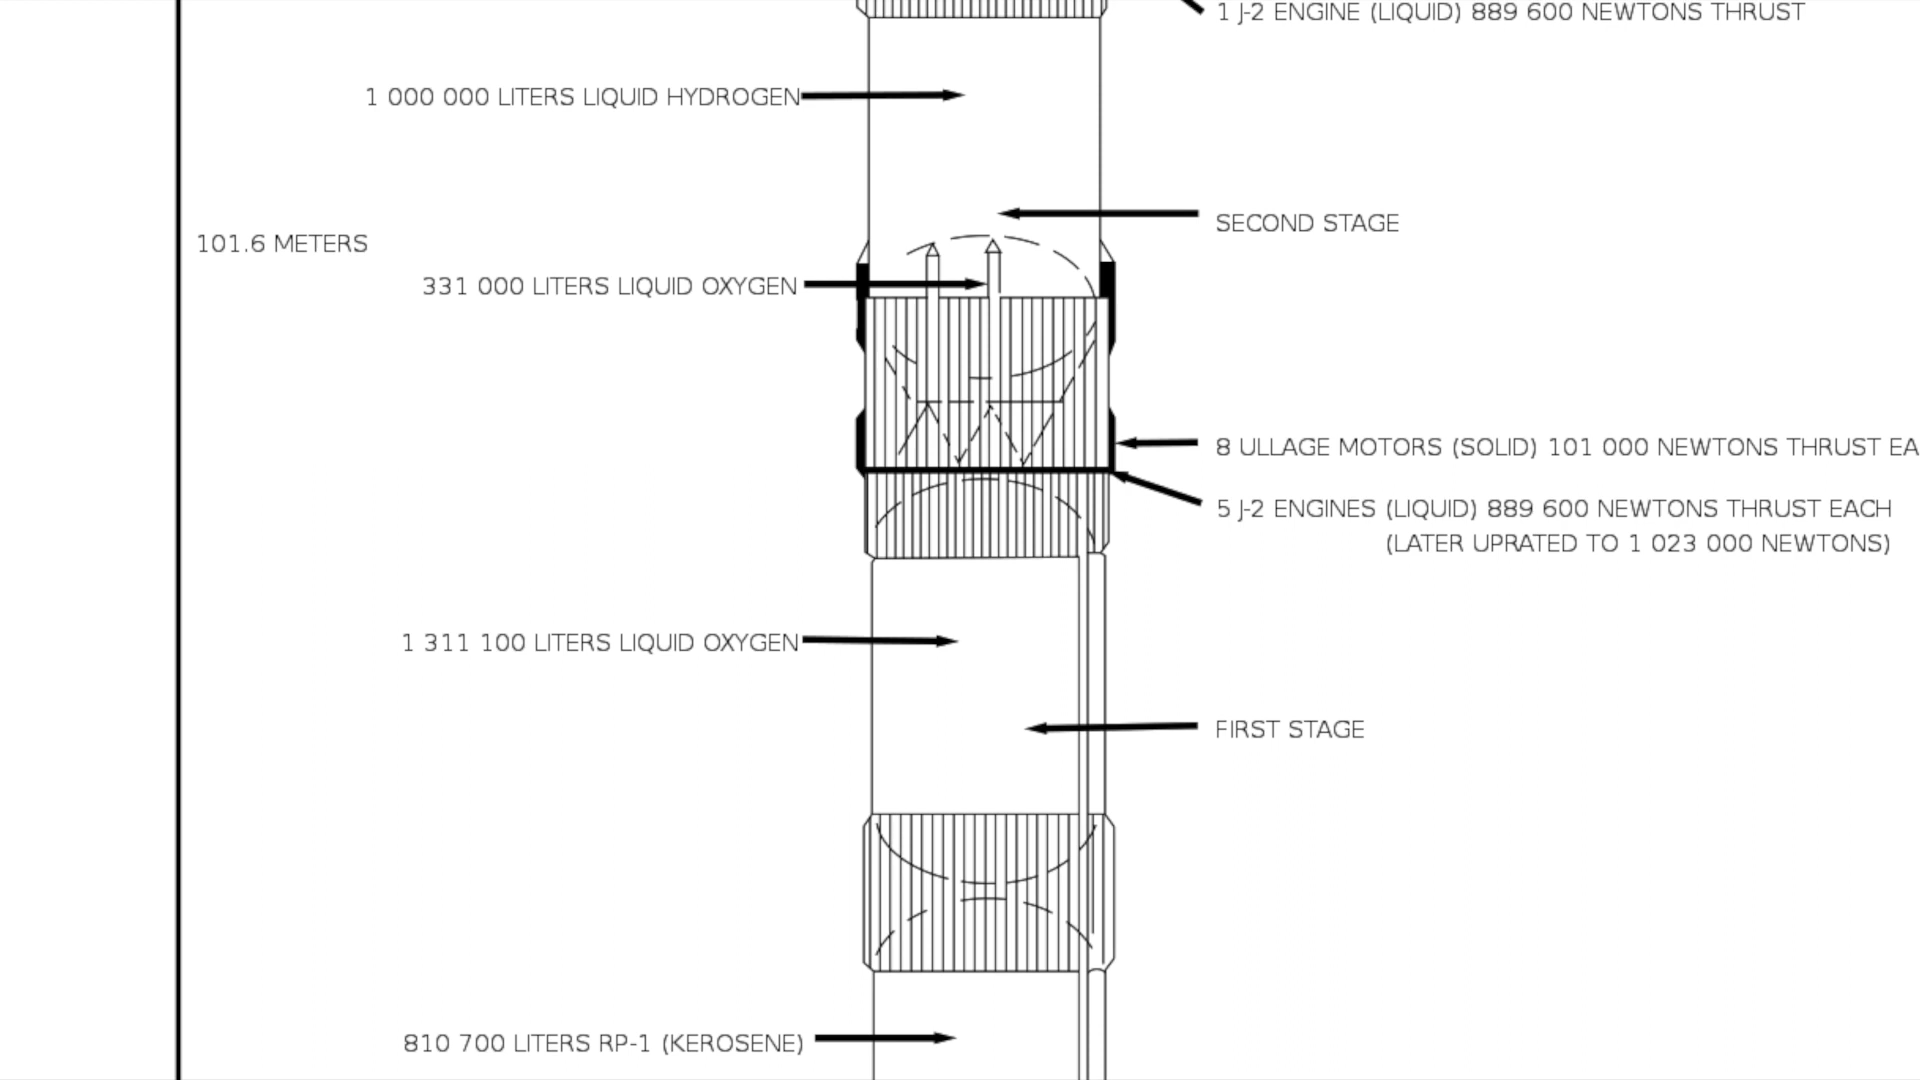 1 J-2 ENGINE (LIQUID) 889 600 NEWTONS THRUST
1 000 000 LITERS LIQUID HYDROGEN
SECOND STAGE
101.6 METERS
331 000 LITERS LIQUID OXYGEN
8 ULLAGE MOTORS (SOLID) 101 000 NEWTONS THRUST EA
5 J-2 ENGINES (LIQUID) 889 600 NEWTONS THRUST EACH
(LATER UPRATED TO 1 023 000 NEWTONS)
1 311 100 LITERS LIQUID OXYGEN
FIRST STAGE
810 700 LITERS RP-1 (KEROSENE)